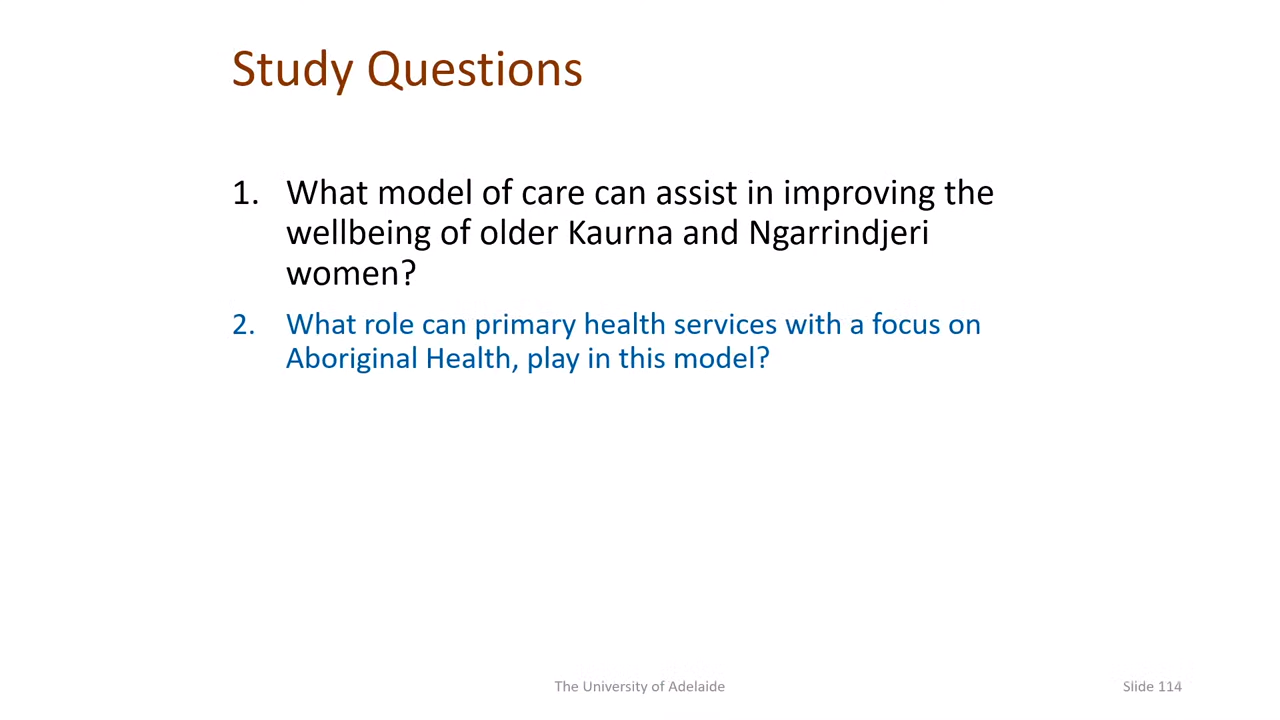 Study Questions
1. What model of care can assist in improving the
wellbeing of older Kaurna and Ngarrindjeri
women?
2. What role can primary health services with a focus on
Aboriginal Health, play in this model?
The University of Adelaide
Slide 114